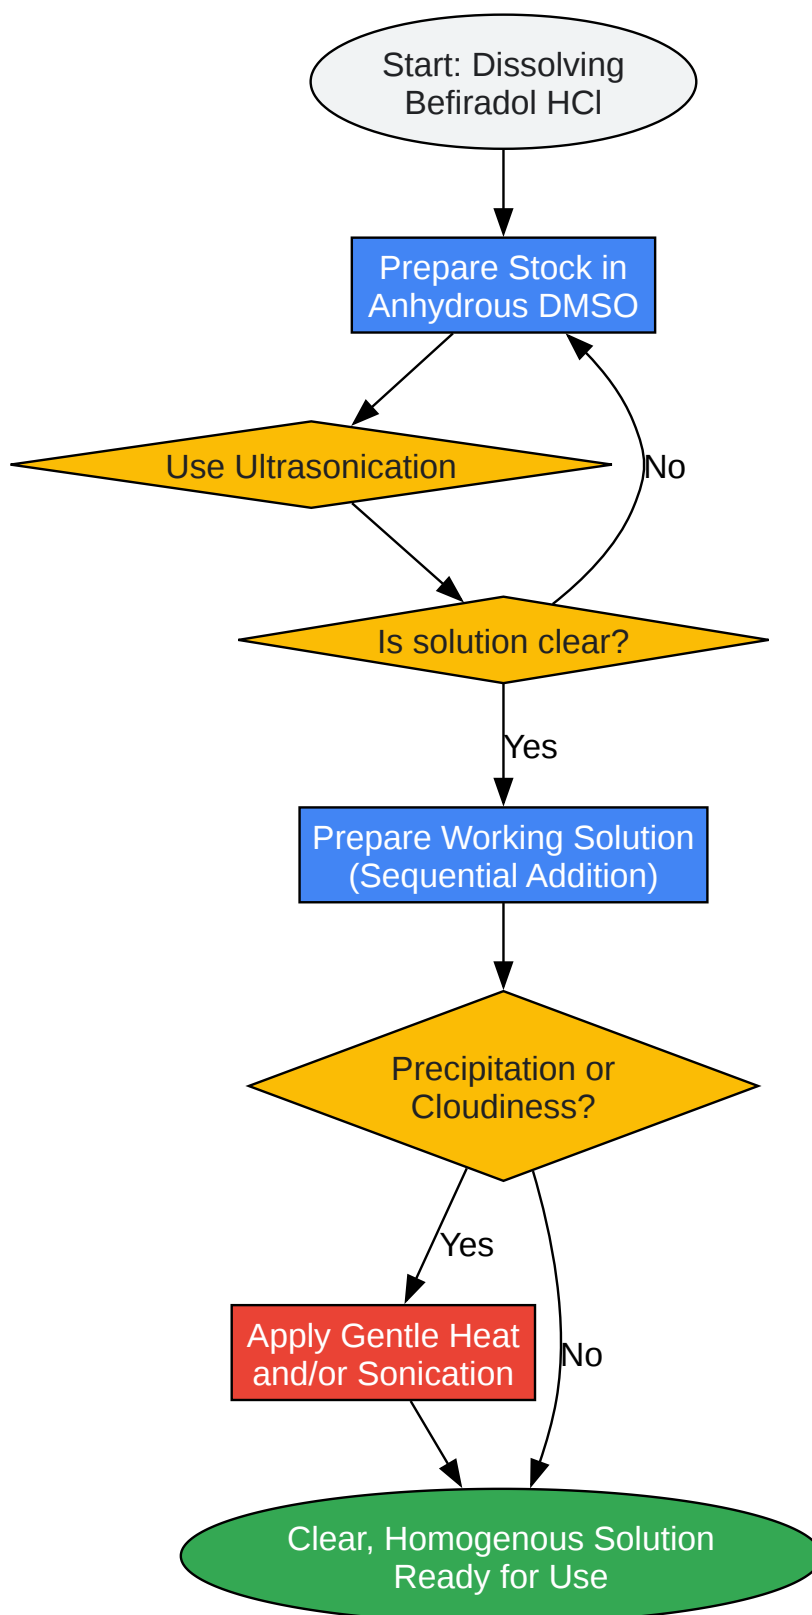 Start: Dissolving
Befiradol HCl
Prepare Stock in
Anhydrous DMSO
Use Ultrasonication
No
Is solution clear?
Yes
Prepare Working Solution
(Sequential Addition)
Precipitation or
Cloudiness?
Yes
Apply Gentle Heat
and/or Sonication
No
Clear, Homogenous Solution
Ready for Use